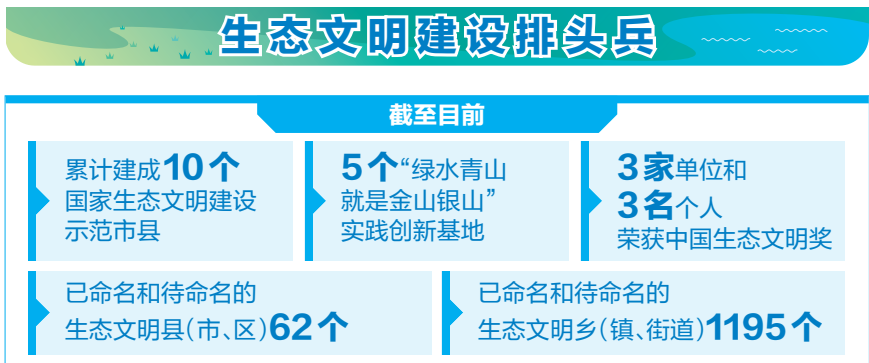 生态文明建设排头兵
截至目前
累计建成10个
国家生态文明建设
示范市县
5个“绿水青山
就是金山银山”
实践创新基地
3家单位和
3名个人
荣获中国生态文明奖
已命名和待命名的
生态文明县(市、区)62个
已命名和待命名的
生态文明乡(镇、街道)1195个